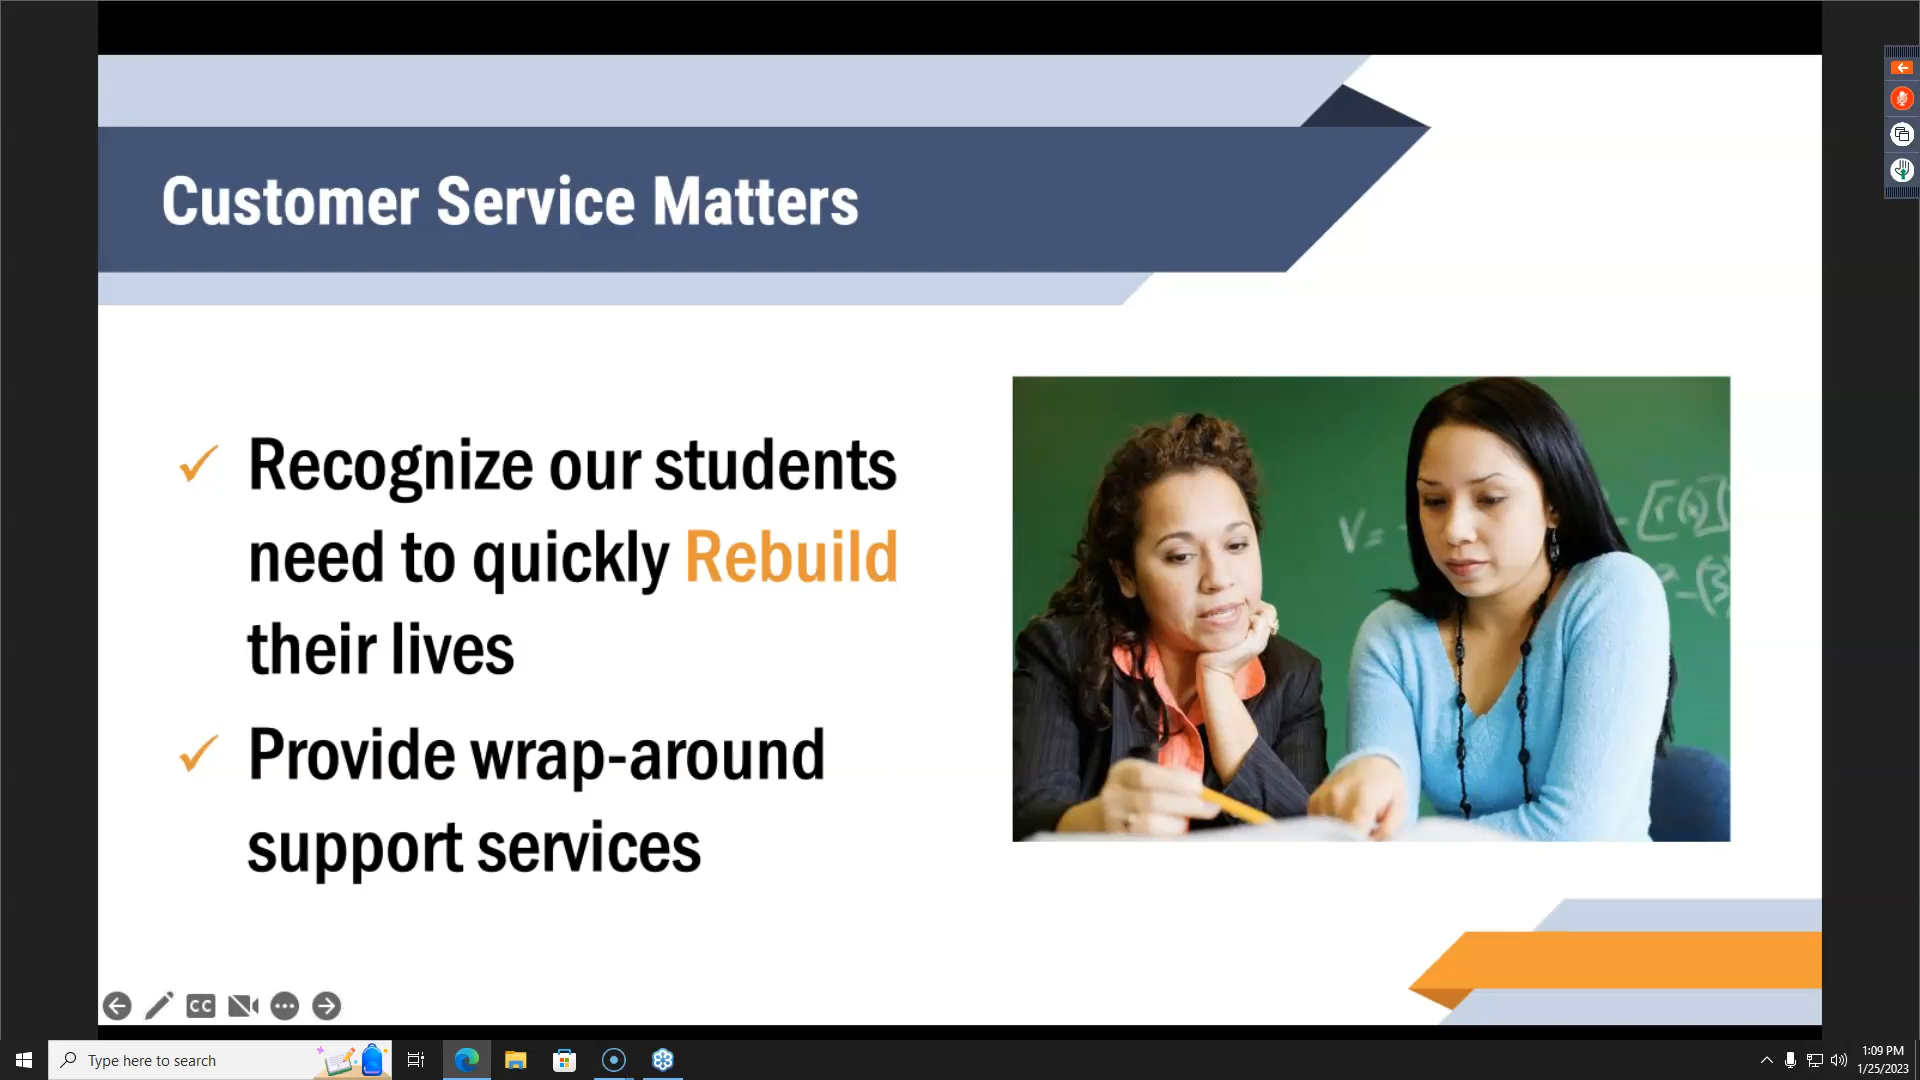 Customer Service Matters
Recognize our students
need to quickly Rebuild
their lives
Provide wrap-around
support services
V=
CC
Type here to search
1:09 PM
1/25/2023